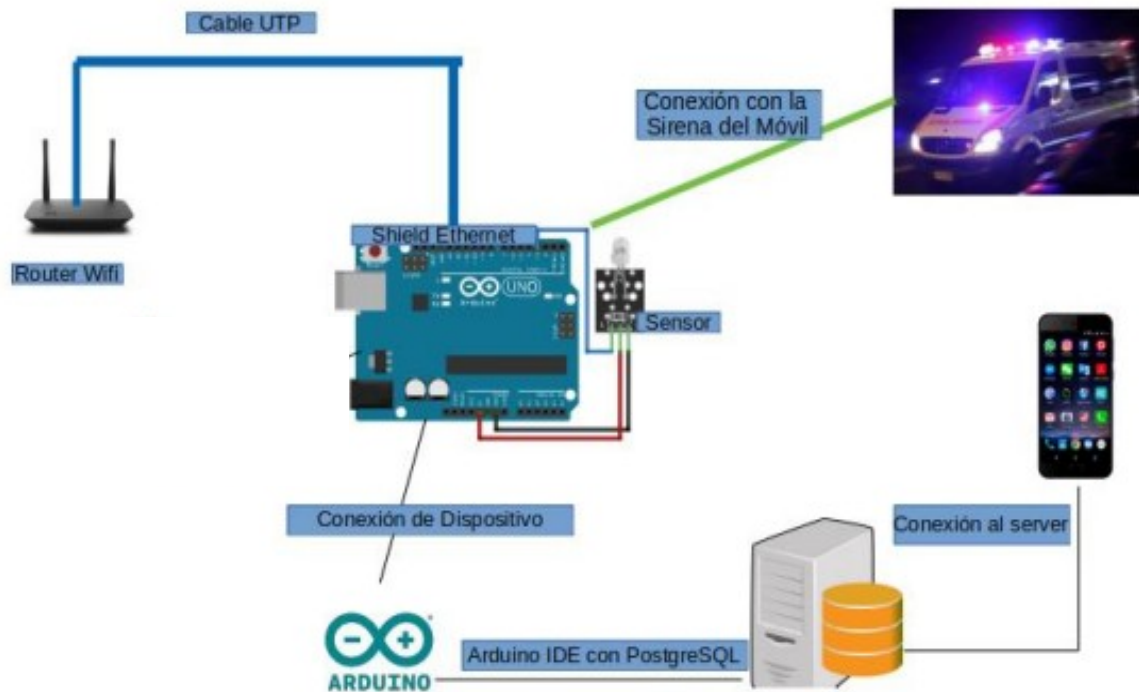 Cable UTP
Conexión con la
Sirena del Móvil
Shield Ethernet
Router Wifi
UNO
Sensor
Conexión de Dispositivo
Conexión al server
Arduino IDE con PostgreSQL
ARDUINO